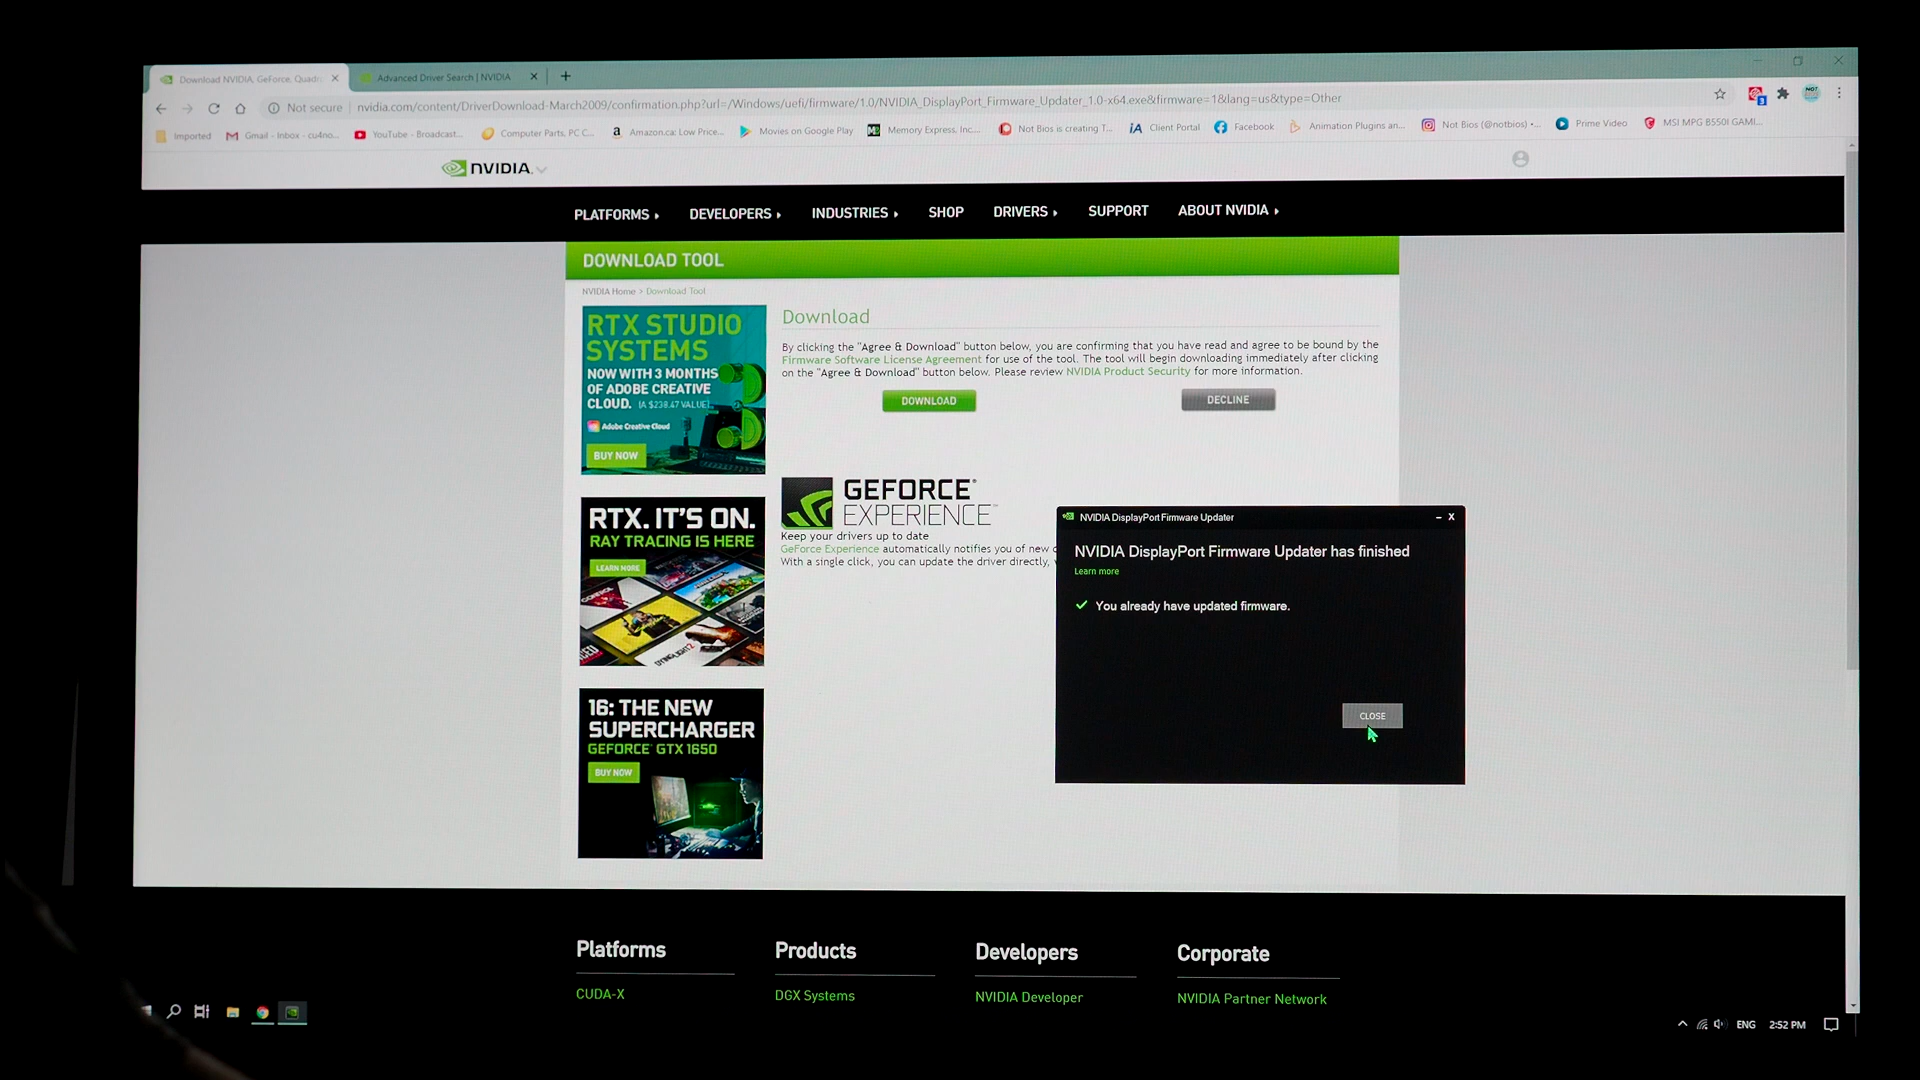 Download NVIDIA, GeForce, Quadr
Advanced Driver Search | NVIDIA
Not secure
nvidia.com/content/DriverDownload-March2009/confirmation.php?url=/Windows/uefi/firmware/1.0/NVIDIA_DisplayPort_Firmware_Updater_1.0-x64.exe&firmware=1&lang=us&type=Other
3
Imported
Gmail - Inbox - cu4no...
YouTube - Broadcast...
Computer Parts, PC C...
Amazon.ca: Low Price...
Movies on Google Play
Memory Express, Inc....
Not Bios is creating T...
Client Portal
Facebook
Animation Plugins an...
Not Bios (@notbios) •...
Prime Video
MSI MPG B550I GAMI...
NVIDIA.
PLATFORMS
DEVELOPERS
INDUSTRIES
SHOP
DRIVERS
SUPPORT
ABOUT NVIDIA
DOWNLOAD TOOL
NVIDIA Home > Download Tool
RTX STUDIO
SYSTEMS
NOW WITH 3 MONTHS
OF ADOBE CREATIVE
CLOUD. (A $239.47 VALUE).
Adobe Creative Cloud
BUY NOW
Download
By clicking the "Agree & Download" button below, you are confirming that you have read and agree to be bound by the
Firmware Software License Agreement for use of the tool. The tool will begin downloading immediately after clicking
on the "Agree & Download" button below. Please review NVIDIA Product Security for more information.
DOWNLOAD
DECLINE
GEFORCE
EXPERIENCE™
Keep your drivers up to date
GeForce Experience automatically notifies you of new
With a single click, you can update the driver directly,
RTX. IT'S ON.
RAY TRACING IS HERE
LEARN MORE
DYING LIGHT 2
16: THE NEW
SUPERCHARGER
GEFORCE® GTX 1650
BUY NOW
NVIDIA DisplayPort Firmware Updater
NVIDIA DisplayPort Firmware Updater has finished
Learn more
You already have updated firmware.
CLOSE
Platforms
Products
Developers
Corporate
CUDA-X
DGX Systems
NVIDIA Developer
NVIDIA Partner Network
ENG
2:52 PM